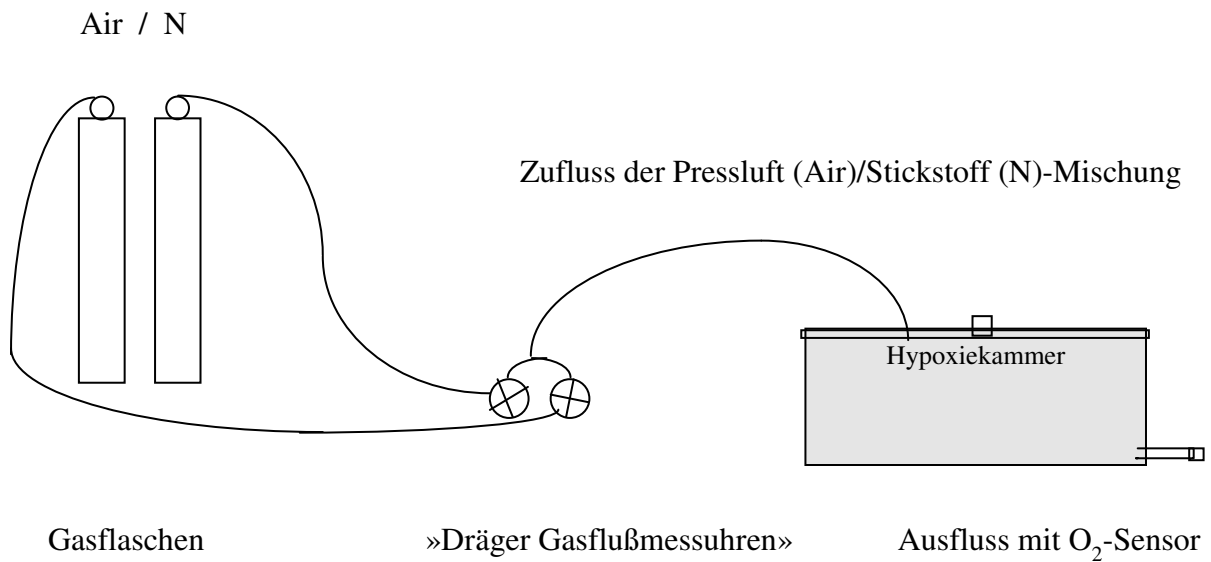 Air / N
Zufluss der Pressluft (Air)/Stickstoff (N)-Mischung
Hypoxiekammer
Gasflaschen
»Dräger Gasflußmessuhren»
Ausfluss mit O₂-Sensor